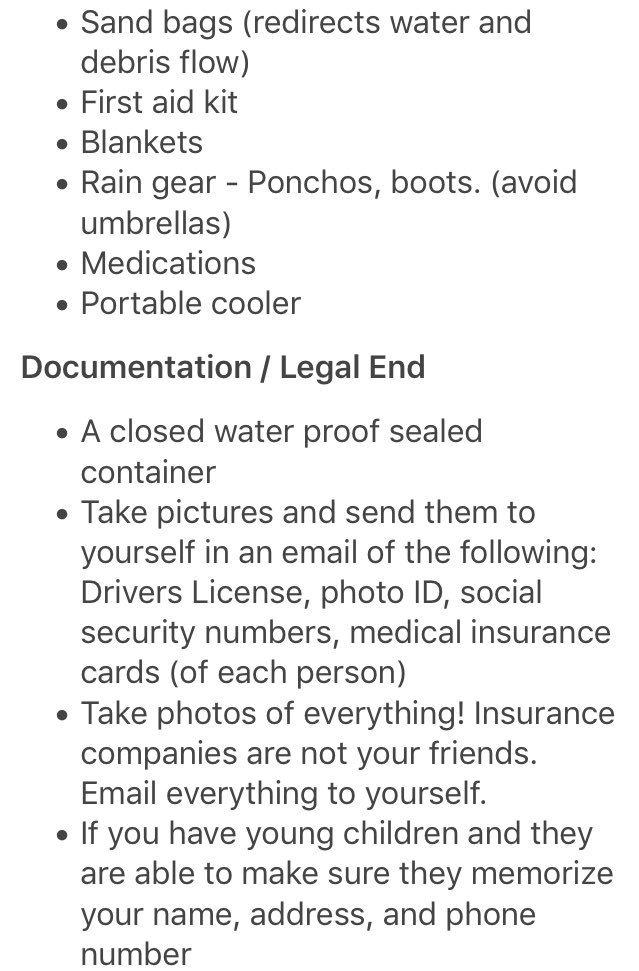 • Sand bags (redirects water and
debris flow)
• First aid kit
• Blankets
• Rain gear - Ponchos, boots. (avoid
umbrellas)
• Medications
• Portable cooler
Documentation / Legal End
• A closed water proof sealed
container
• Take pictures and send them to
yourself in an email of the following:
Drivers License, photo ID, social
security numbers, medical insurance
cards (of each person)
• Take photos of everything! Insurance
companies are not your friends.
Email everything to yourself.
• If you have young children and they
are able to make sure they memorize
your name, address, and phone
number